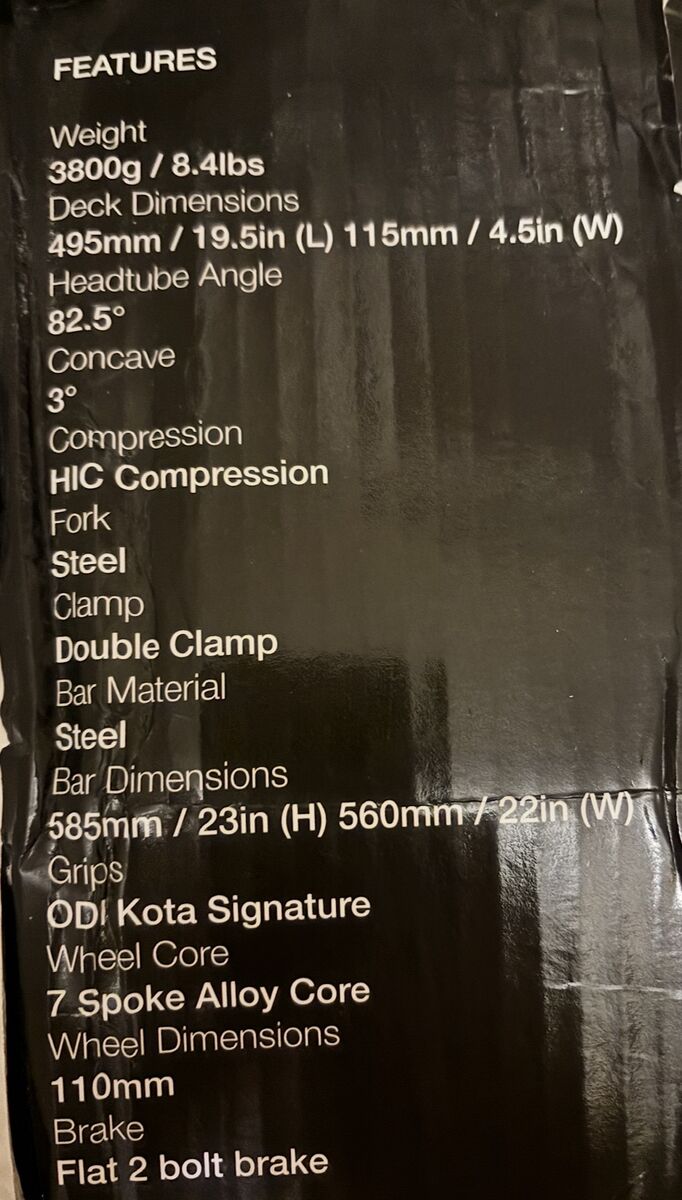 FEATURES
Weight
3800g / 8.4lbs
Deck Dimensions
495mm / 19.5in (L) 115mm / 4.5in (W)
Headtube Angle
82.5°
Concave
3°
Compression
HIC Compression
Fork
Steel
Clamp
Double Clamp
Bar Material
Steel
Bar Dimensions
585mm / 23in (H) 560mm / 22in (W)
Grips
ODI Kota Signature
Wheel Core
7 Spoke Alloy Core
Wheel Dimensions
110mm
Brake
Flat 2 bolt brake